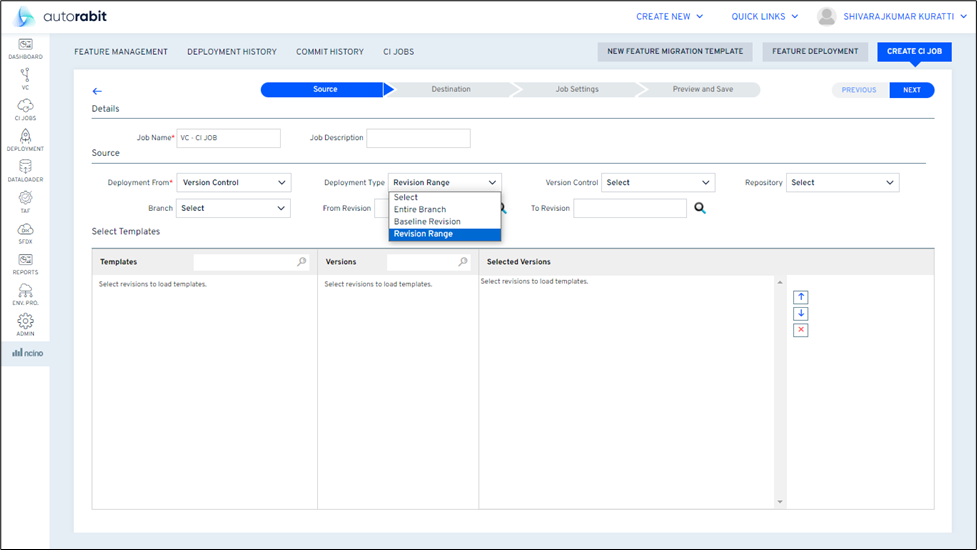 autorabit
CREATE NEW
QUICK LINKS
SHIVARAJKUMAR KURATTI
DASHBOARD
VC
CI JOBS
DEPLOYMENT
DATALOADER
TAF
SFDX
REPORTS
ENV. PRO.
ADMIN
ncino
FEATURE MANAGEMENT
DEPLOYMENT HISTORY
COMMIT HISTORY
CI JOBS
NEW FEATURE MIGRATION TEMPLATE
FEATURE DEPLOYMENT
CREATE CI JOB
Source
Destination
Job Settings
Preview and Save
PREVIOUS
NEXT
Details
Job Name* VC - CI JOB
Job Description
Source
Deployment From* Version Control
Deployment Type Revision Range
Version Control Select
Repository Select
Select
Entire Branch
Baseline Revision
Revision Range
Branch Select
From Revision
To Revision
Select Templates
Templates
Versions
Selected Versions
Select revisions to load templates.
Select revisions to load templates.
Select revisions to load templates.